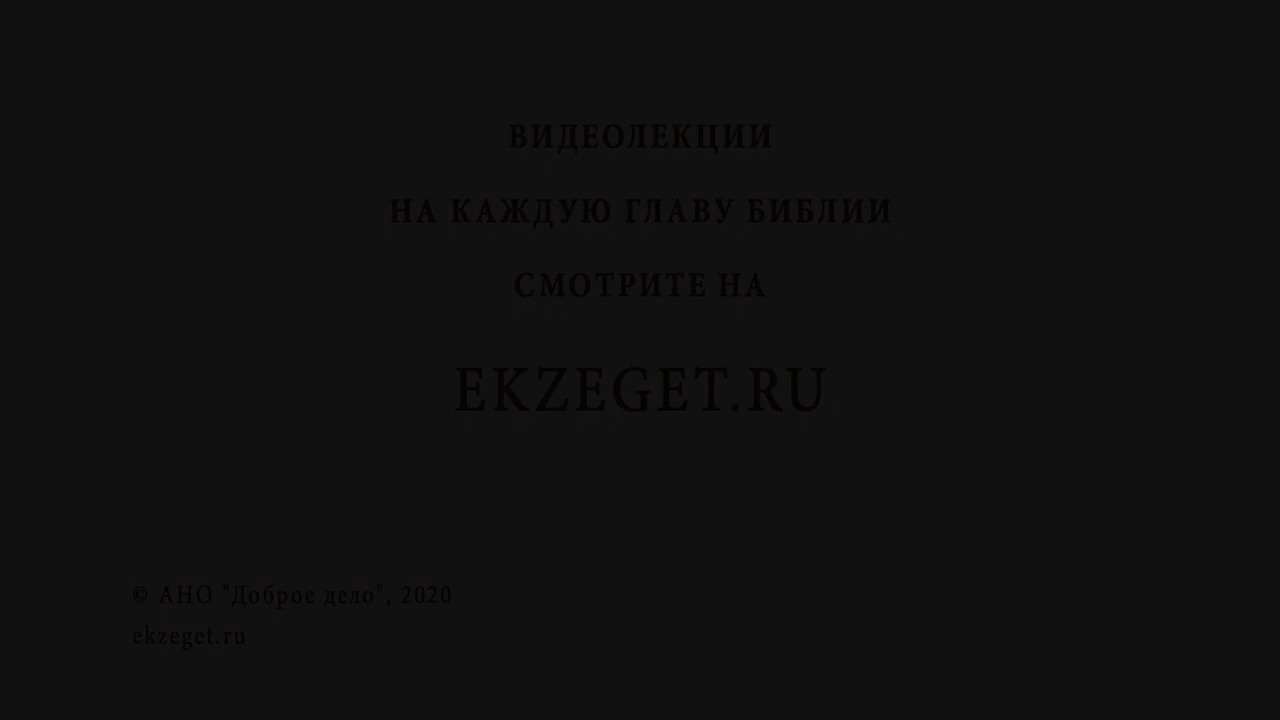 ВИДЕОЛЕКЦИИ
НА КАЖДУЮ ГЛАВУ БИБЛИИ
СМОТРИТЕ НА
EKZEGET.RU
© АНО "Доброе дело", 2020
ekzeget.ru